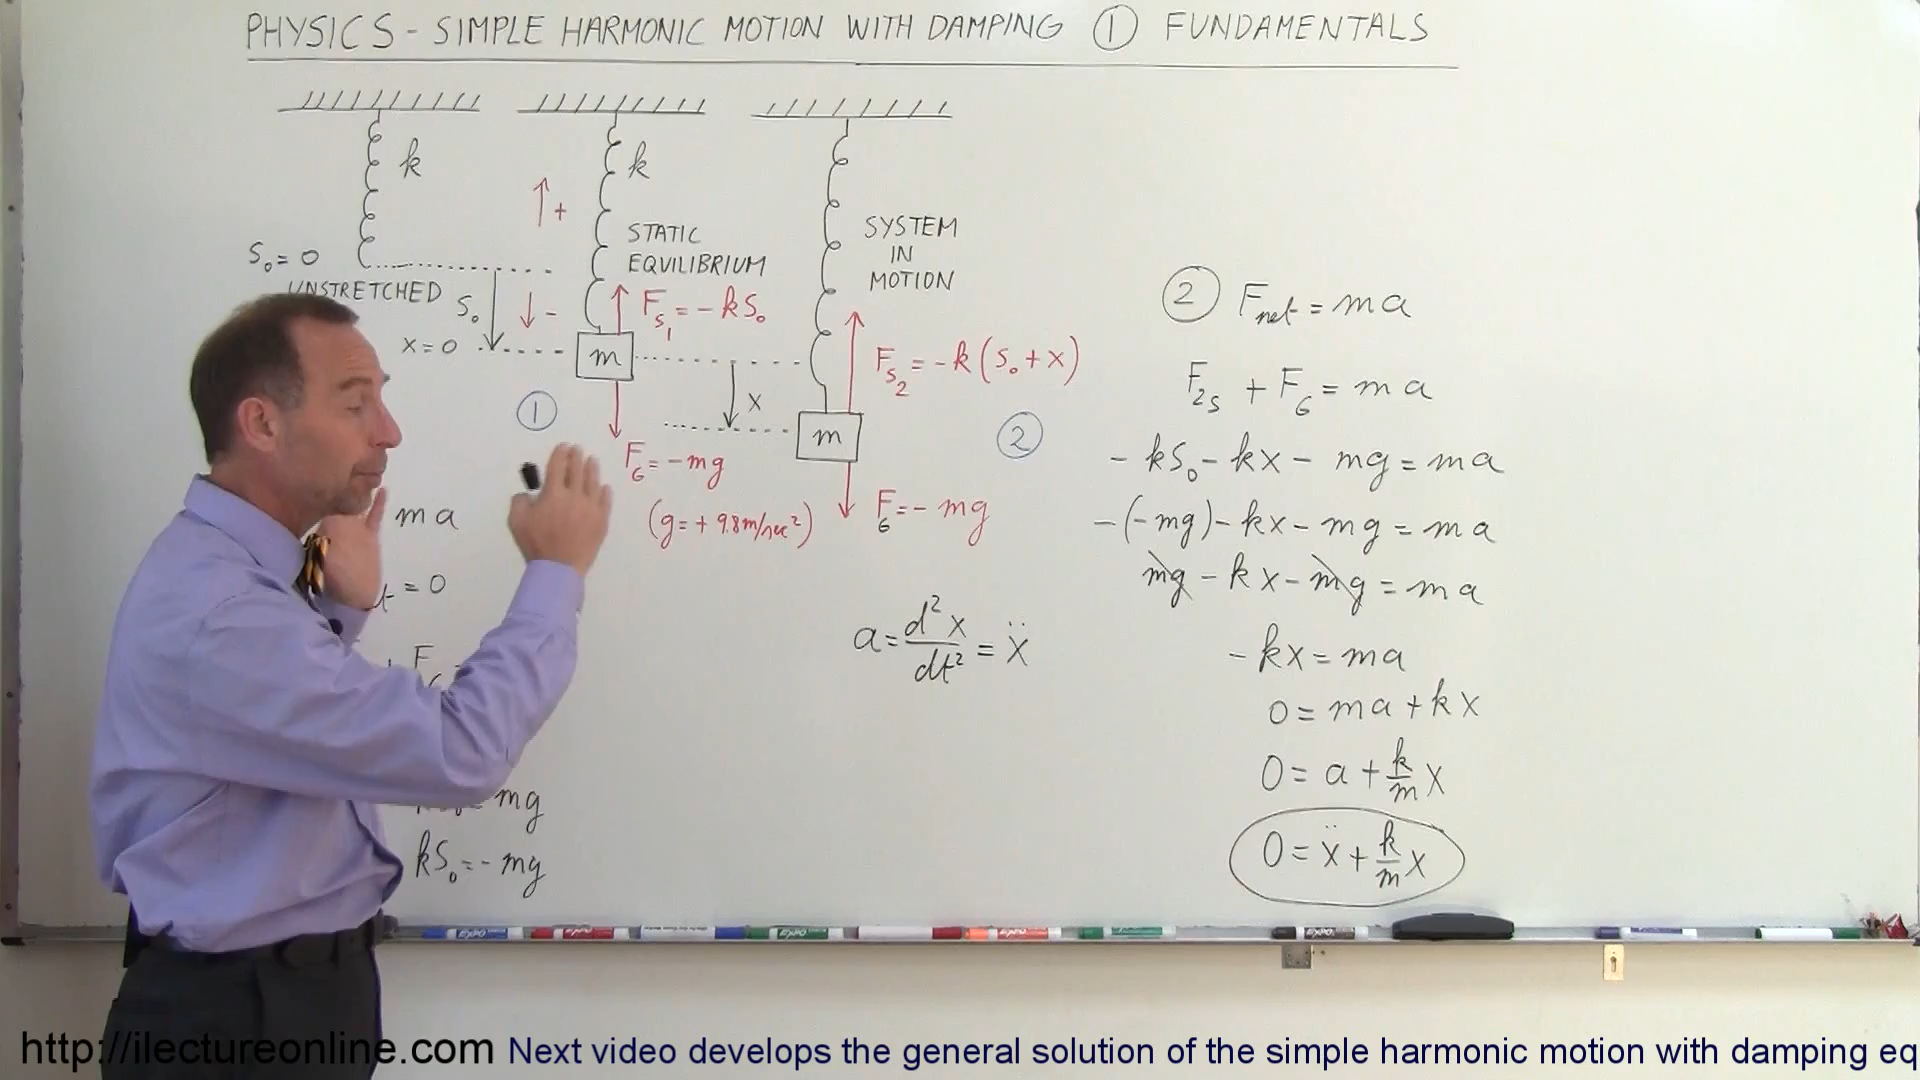 PHYSICS - SIMPLE HARMONIC MOTION WITH DAMPING ① FUNDAMENTALS
k
k
↑ +
S₀ = 0
UNSTRETCHED
S₀
↓ -
x = 0
STATIC
EQUILIBRIUM
F_S₁ = - kS₀
m
①
F_G = - mg
(g = + 9.8 m/sec²)
SYSTEM
IN
MOTION
F_S₂ = - k (S₀ + x)
x
m
②
F_G = - mg
ma
= 0
F
mg
kS₀ = - mg
a = d²x/dt² = ẍ
② F_net = ma
F_2S + F_G = ma
- kS₀ - kx - mg = ma
- (- mg) - kx - mg = ma
mg - kx - mg = ma
- kx = ma
0 = ma + kx
0 = a + k/m x
0 = ẍ + k/m x
http://ilectureonline.com Next video develops the general solution of the simple harmonic motion with damping eq